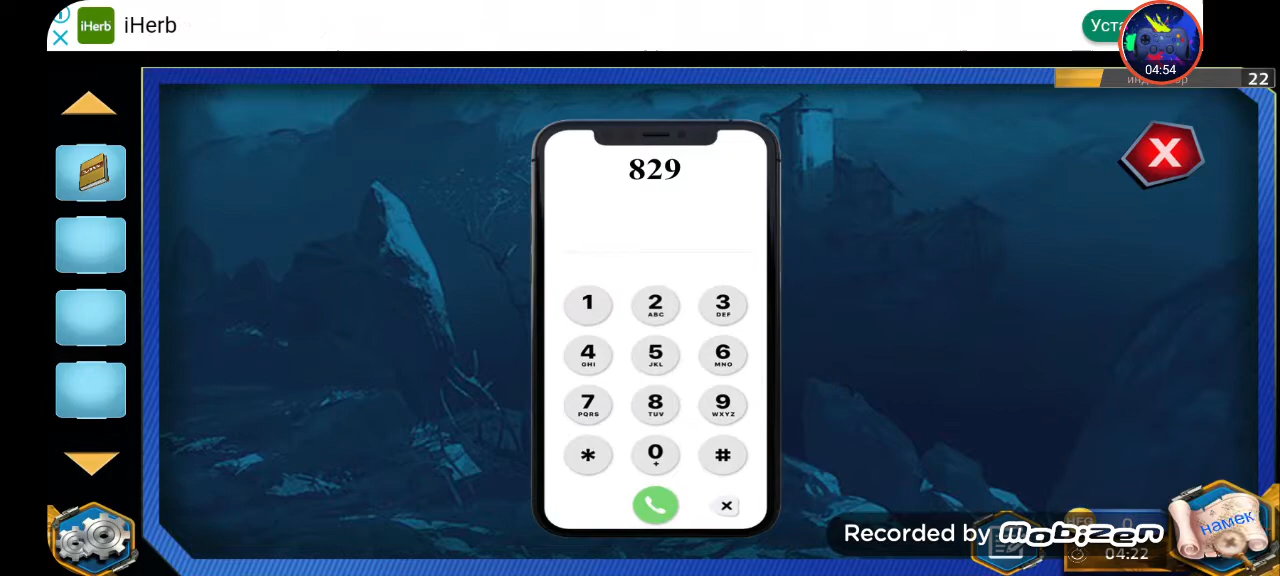 iHerb
iHerb
Уста
04:54
22
829
1
2
ABC
3
DEF
4
GHI
5
JKL
6
MNO
7
PQRS
8
TUV
9
WXYZ
*
0
+
#
X
Recorded by mobizen
намек
04:22